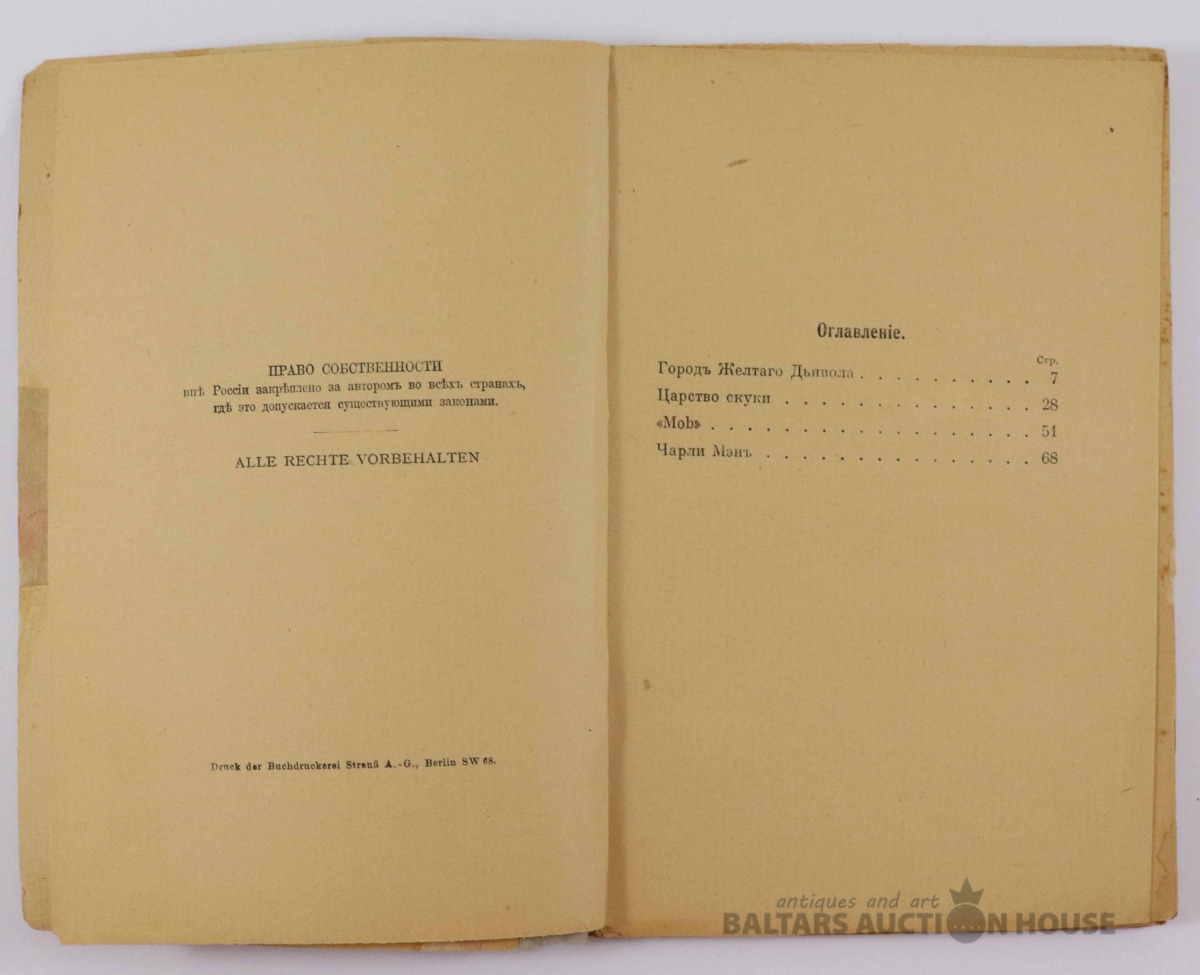 ПРАВО СОБСТВЕННОСТИ
внѣ Россіи закрѣплено за авторомъ во всѣхъ странахъ,
гдѣ это допускается существующими законами.
ALLE RECHTE VORBEHALTEN
Druck der Buchdruckerei Strauß A.-G., Berlin SW 68.
Оглавленіе.
Стр.
Городъ Желтаго Дьявола . . . . . . . . . . 7
Царство скуки . . . . . . . . . . . . . . 28
«Mob» . . . . . . . . . . . . . . . . . . 51
Чарли Мэнъ . . . . . . . . . . . . . . . 68
antiques and art
BALTARS AUCTION HOUSE